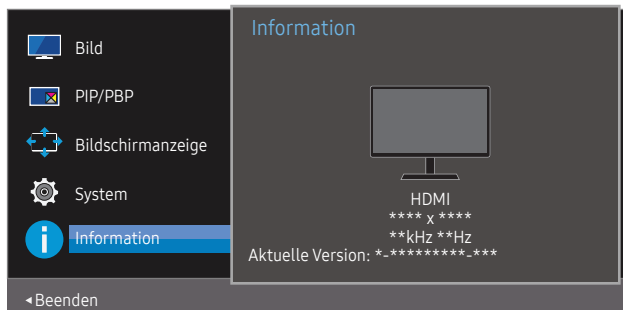 Bild
PIP/PBP
Bildschirmanzeige
System
Information
Information
HDMI
**** x ****
**kHz **Hz
Aktuelle Version: *-*********-***
◂Beenden